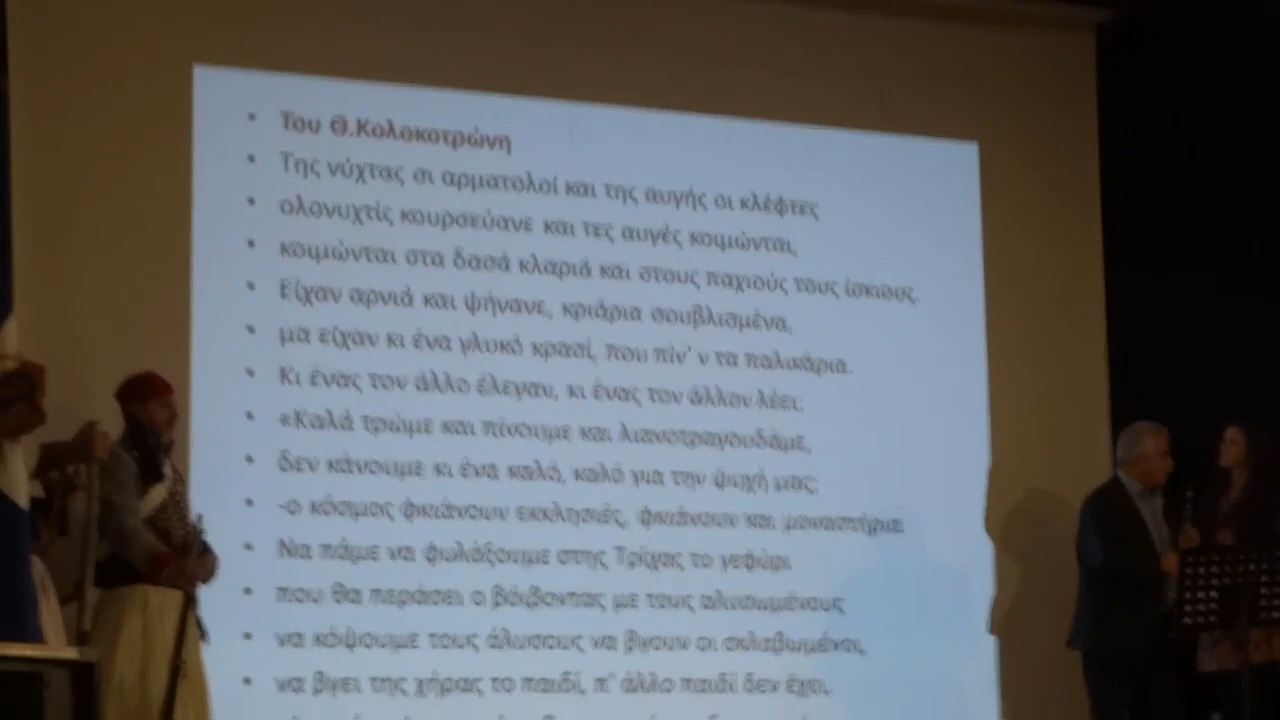 • Του Θ.Κολοκοτρώνη
• Της νύχτας οι αρματολοί και της αυγής οι κλέφτες
• ολονυχτίς κουρσεύανε και τες αυγές κοιμώνται,
• κοιμώνται στα δασά κλαριά και στους παχιούς τους ίσκιους.
• Είχαν αρνιά και ψήνανε, κριάρια σουβλισμένα,
• μα είχαν κι ένα γλυκό κρασί, που πίν' ν τα παλικάρια.
• Κι ένας τον άλλο έλεγαν, κι ένας τον άλλον λέει:
• «Καλά τρώμε και πίνουμε και λιανοτραγουδάμε,
• δεν κάνουμε κι ένα καλό, καλό για την ψυχή μας;
• -ο κόσμος φκιάνουν εκκλησιές, φκιάνουν και μοναστήρια
• Να πάμε να φυλάξουμε στης Τρίχας το γεφύρι
• που θα περάσει ο βόιβοντας με τους αλυσωμένους
• να κόψουμε τους άλυσους να βγουν οι σκλαβωμένοι,
• να βγει της χήρας το παιδί, π' άλλο παιδί δεν έχει,